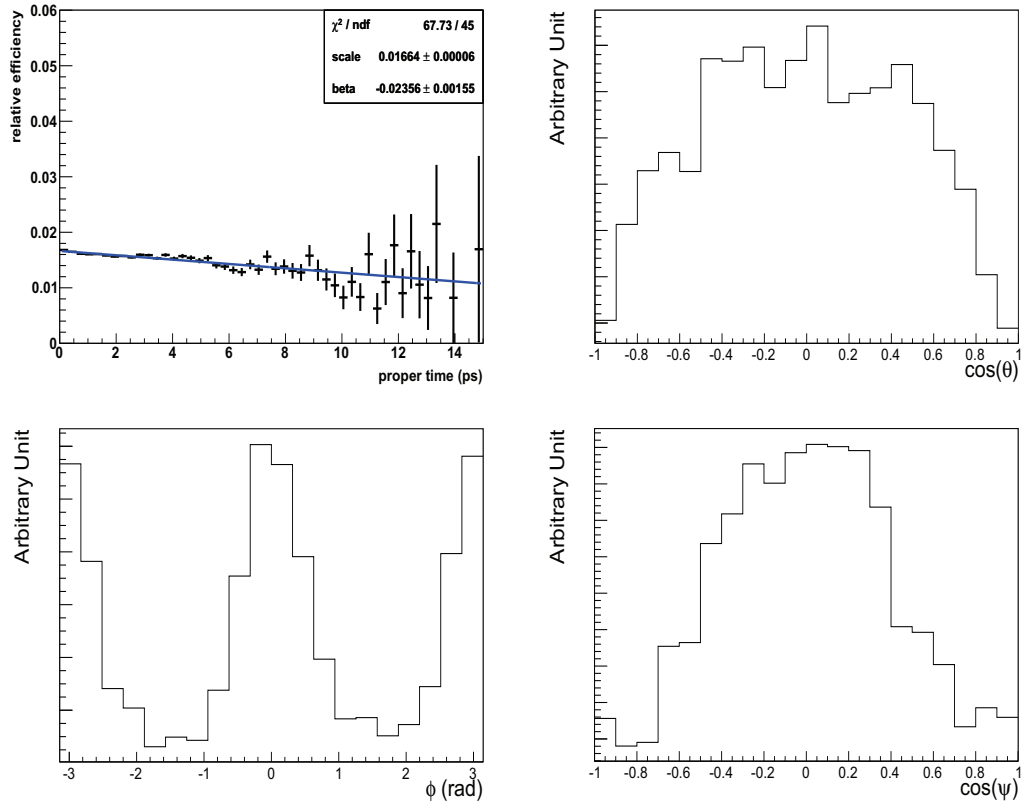 relative efficiency
0.06
0.05
0.04
0.03
0.02
0.01
0
χ² / ndf 67.73 / 45
scale 0.01664 ± 0.00006
beta -0.02356 ± 0.00155
0 2 4 6 8 10 12 14
proper time (ps)
Arbitrary Unit
-1 -0.8 -0.6 -0.4 -0.2 0 0.2 0.4 0.6 0.8 1
cos(θ)
Arbitrary Unit
-3 -2 -1 0 1 2 3
ϕ (rad)
Arbitrary Unit
-1 -0.8 -0.6 -0.4 -0.2 0 0.2 0.4 0.6 0.8 1
cos(ψ)